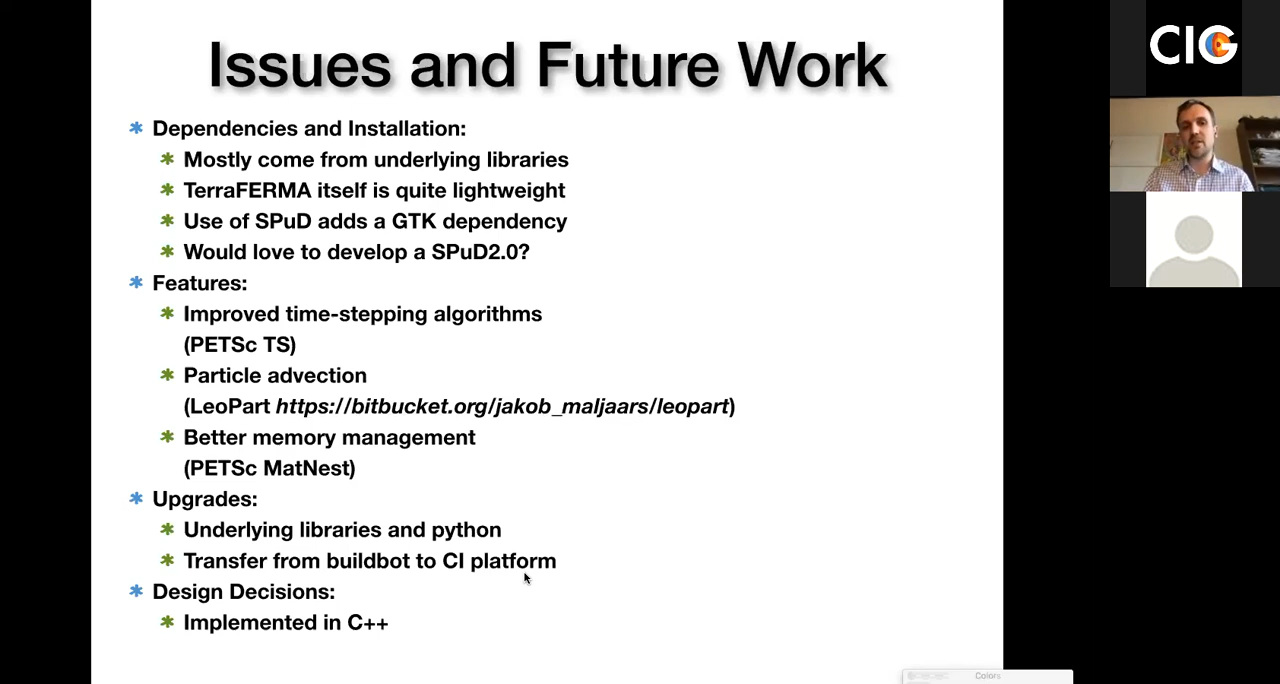 Issues and Future Work
CIG
* Dependencies and Installation:
* Mostly come from underlying libraries
* TerraFERMA itself is quite lightweight
* Use of SPuD adds a GTK dependency
* Would love to develop a SPuD2.0?
* Features:
* Improved time-stepping algorithms
(PETSc TS)
* Particle advection
(LeoPart https://bitbucket.org/jakob_maljaars/leopart)
* Better memory management
(PETSc MatNest)
* Upgrades:
* Underlying libraries and python
* Transfer from buildbot to CI platform
* Design Decisions:
* Implemented in C++
Colors